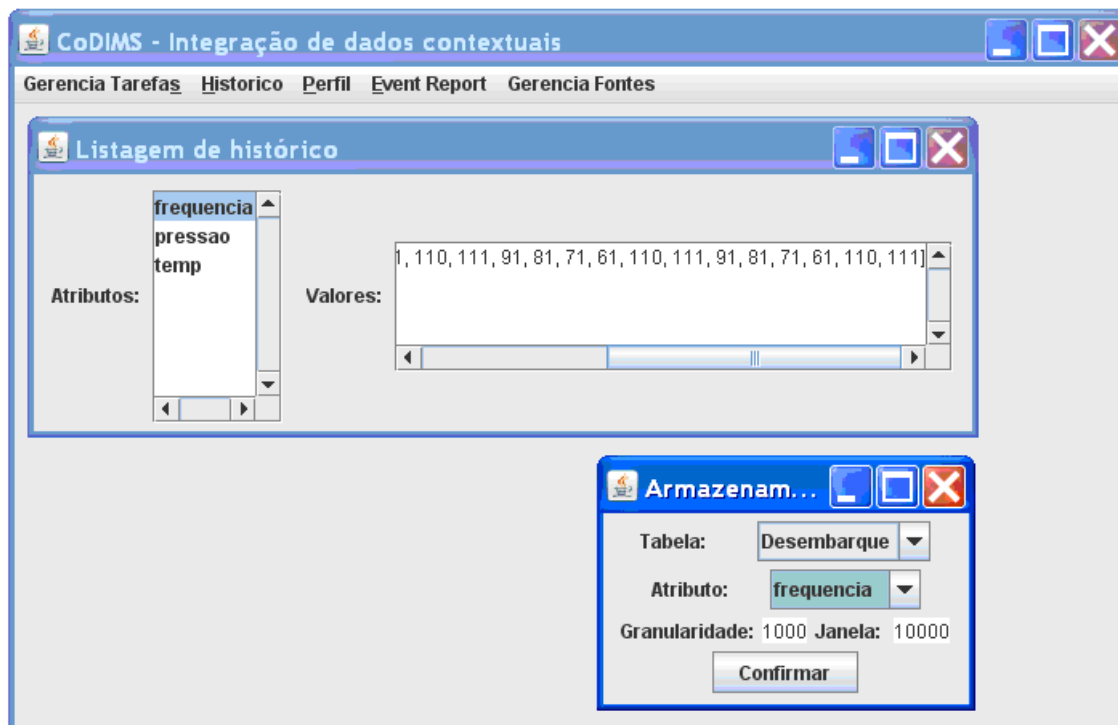 CoDIMS - Integração de dados contextuais
Gerencia Tarefas Historico Perfil Event Report Gerencia Fontes
Listagem de histórico
frequencia
pressao
temp
Atributos:
Valores:
1, 110, 111, 91, 81, 71, 61, 110, 111, 91, 81, 71, 61, 110, 111]
Armazenam...
Tabela: Desembarque
Atributo: frequencia
Granularidade: 1000 Janela: 10000
Confirmar